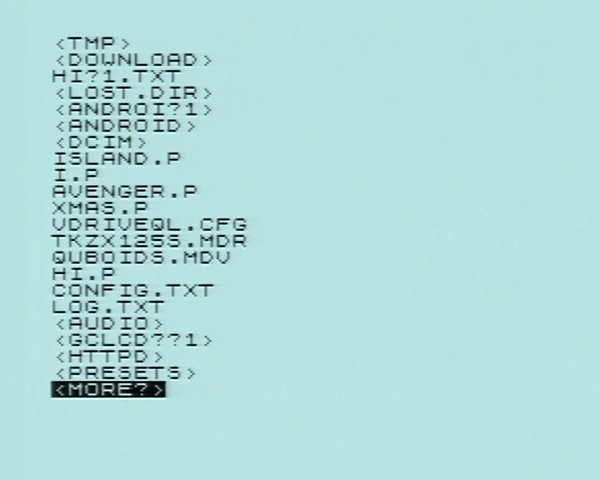 <TMP>
<DOWNLOAD>
HI?1.TXT
<LOST.DIR>
<ANDROI?1>
<ANDROID>
<DCIM>
ISLAND.P
I.P
AVENGER.P
XMAS.P
VDRIVEQL.CFG
TKZX125S.MDR
QUBOIDS.MDV
HI.P
CONFIG.TXT
LOG.TXT
<AUDIO>
<GCLCD??1>
<HTTPD>
<PRESETS>
<MORE?>